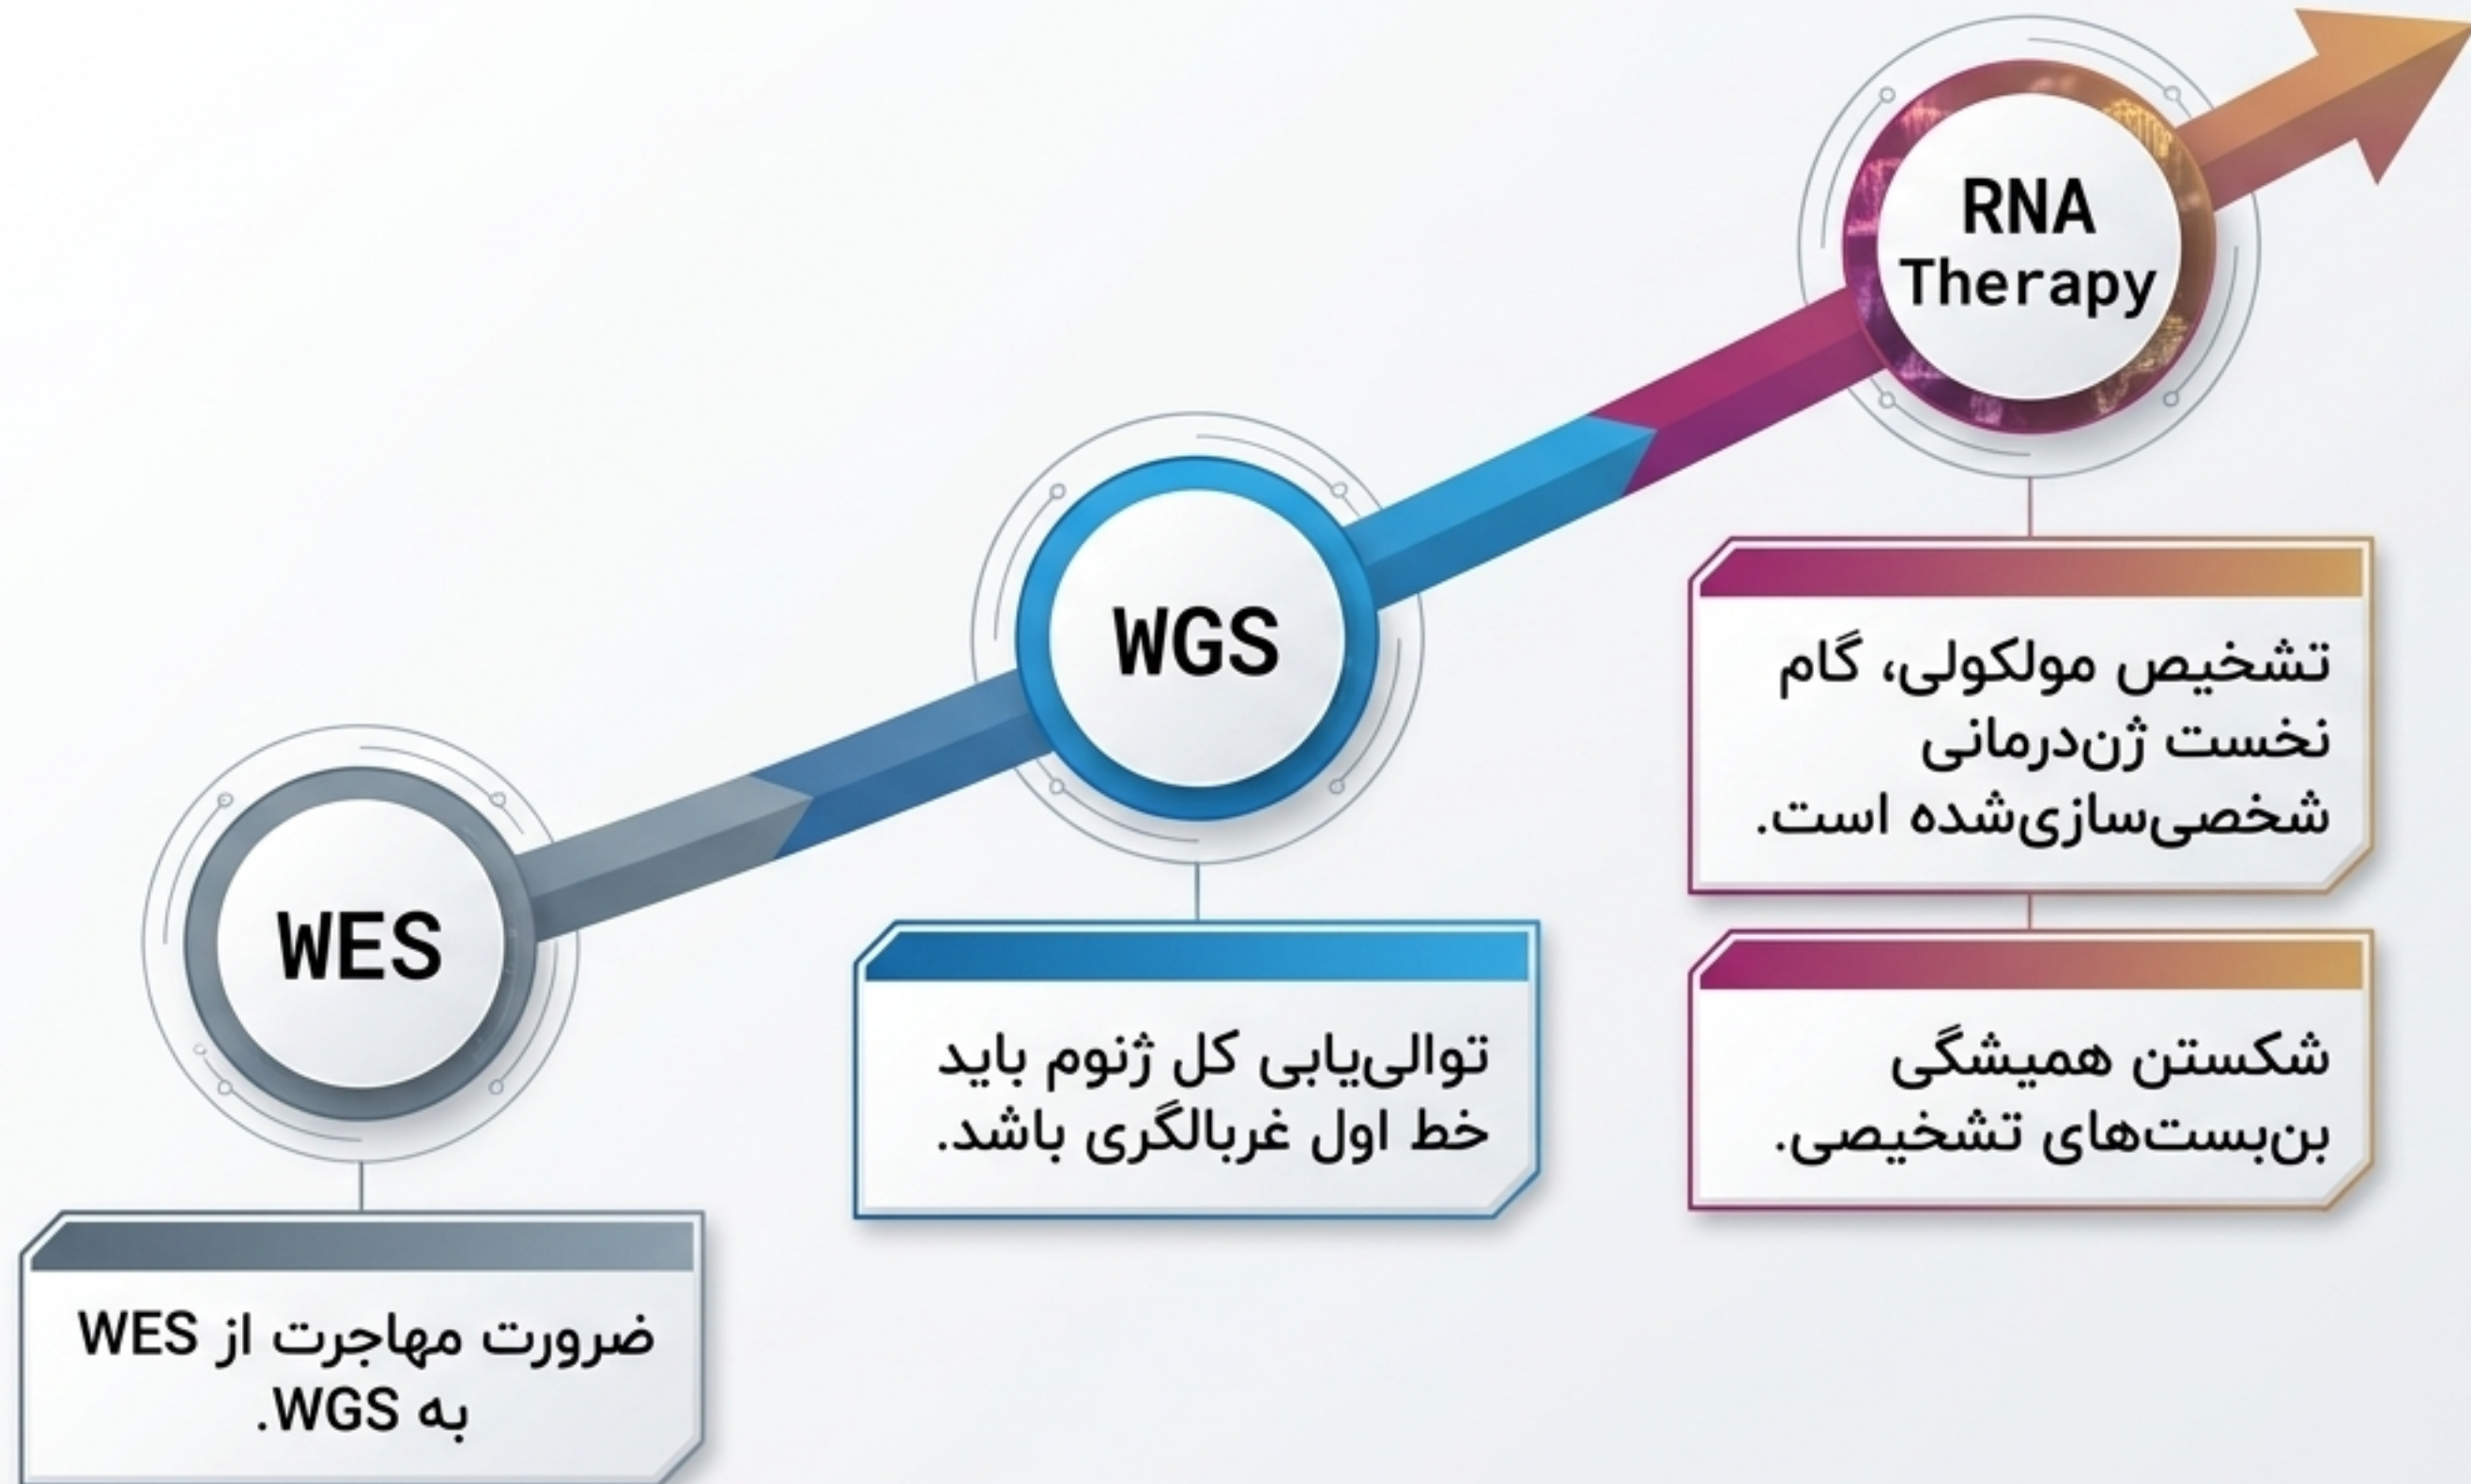 WES
ضرورت مهاجرت از WES
به WGS.
WGS
توالی‌یابی کل ژنوم باید
خط اول غربالگری باشد.
RNA
Therapy
تشخیص مولکولی، گام
نخست ژن‌درمانی
شخصی‌سازی‌شده است.
شکستن همیشگی
بن‌بست‌های تشخیصی.